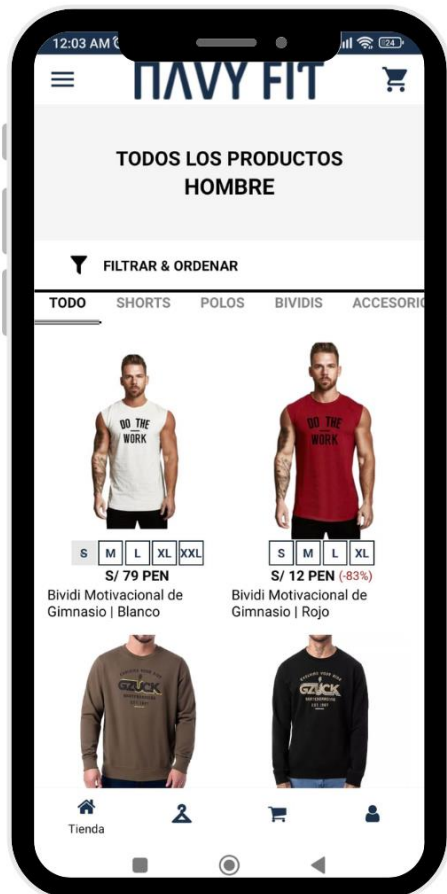 12:03 AM
24
NAVY FIT
TODOS LOS PRODUCTOS
HOMBRE
FILTRAR & ORDENAR
TODO SHORTS POLOS BIVIDIS ACCESORIO
DO THE
WORK
DO THE
WORK
S M L XL XXL
S M L XL
S/ 79 PEN
S/ 12 PEN (-83%)
Bividi Motivacional de
Gimnasio | Blanco
Bividi Motivacional de
Gimnasio | Rojo
GZUCK
GZUCK
Tienda